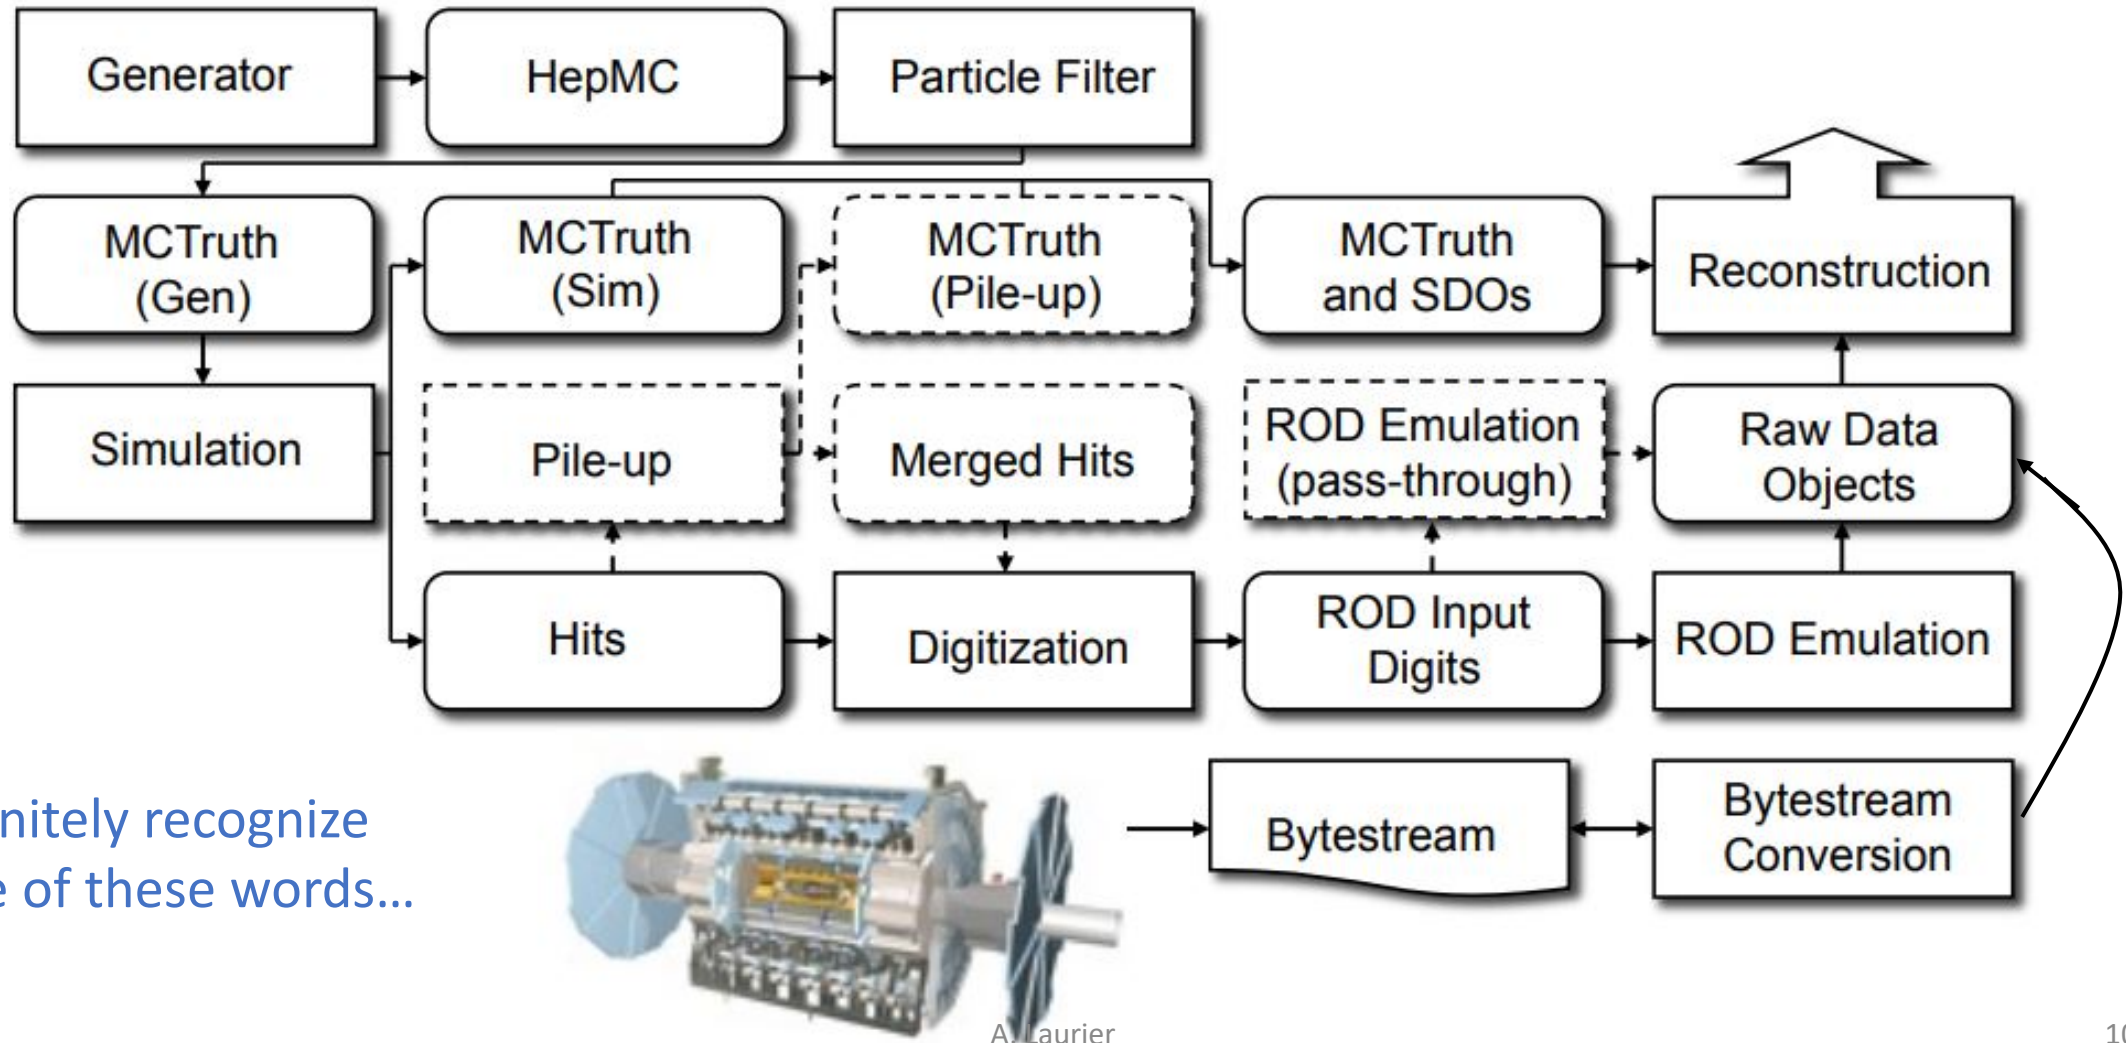 Generator
HepMC
Particle Filter
MCTruth
(Gen)
MCTruth
(Sim)
MCTruth
(Pile-up)
MCTruth
and SDOs
Reconstruction
Simulation
Pile-up
Merged Hits
ROD Emulation
(pass-through)
Raw Data
Objects
Hits
Digitization
ROD Input
Digits
ROD Emulation
nitely recognize
of these words...
Bytestream
Bytestream
Conversion
A. Laurier